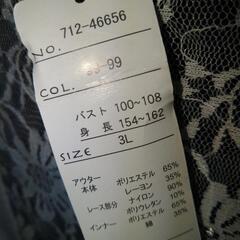 NO. 712-46656
COL. 99-99
バスト 100~108
身 長 154~162
SIZE 3L
アウター
本体 ポリエステル 65%
レーヨン 35%
レース部分 ナイロン 90%
ポリウレタン 10%
インナー ポリエステル 65%
綿 35%